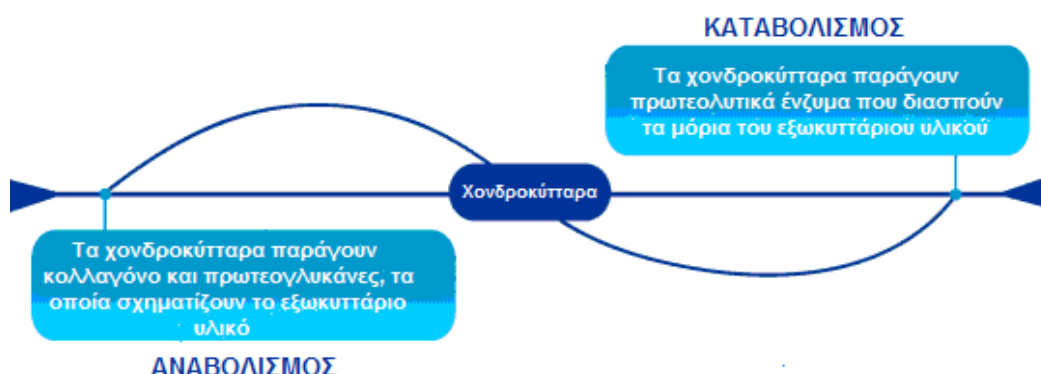 ΚΑΤΑΒΟΛΙΣΜΟΣ
Τα χονδροκύτταρα παράγουν
πρωτεολυτικά ένζυμα που διασπούν
τα μόρια του εξωκυττάριου υλικού
Χονδροκύτταρα
Τα χονδροκύτταρα παράγουν
κολλαγόνο και πρωτεογλυκάνες, τα
οποία σχηματίζουν το εξωκυττάριο
υλικό
ΑΝΑΒΟΛΙΣΜΟΣ